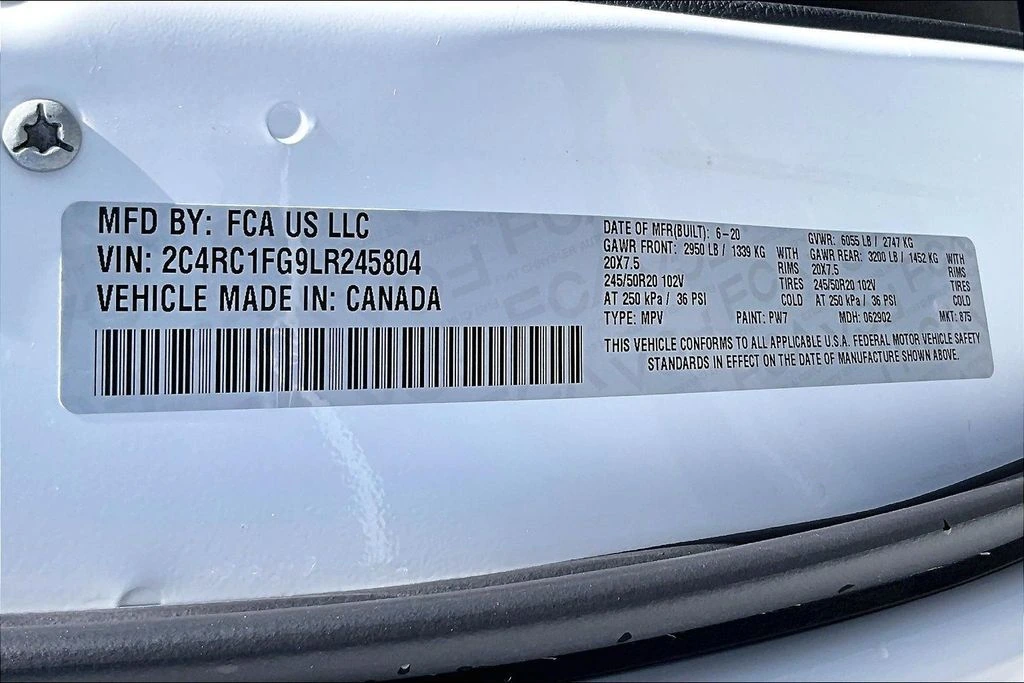 MFD BY: FCA US LLC
VIN: 2C4RC1FG9LR245804
VEHICLE MADE IN: CANADA
DATE OF MFR(BUILT): 6-20 GVWR: 6055 LB / 2747 KG
GAWR FRONT: 2950 LB / 1339 KG WITH GAWR REAR: 3200 LB / 1452 KG WITH
20X7.5 RIMS 20X7.5 RIMS
245/50R20 102V TIRES 245/50R20 102V TIRES
AT 250 kPa / 36 PSI COLD AT 250 kPa / 36 PSI COLD
TYPE: MPV PAINT: PW7 MDH: 062902 MKT: 875
THIS VEHICLE CONFORMS TO ALL APPLICABLE U.S.A. FEDERAL MOTOR VEHICLE SAFETY
STANDARDS IN EFFECT ON THE DATE OF MANUFACTURE SHOWN ABOVE.